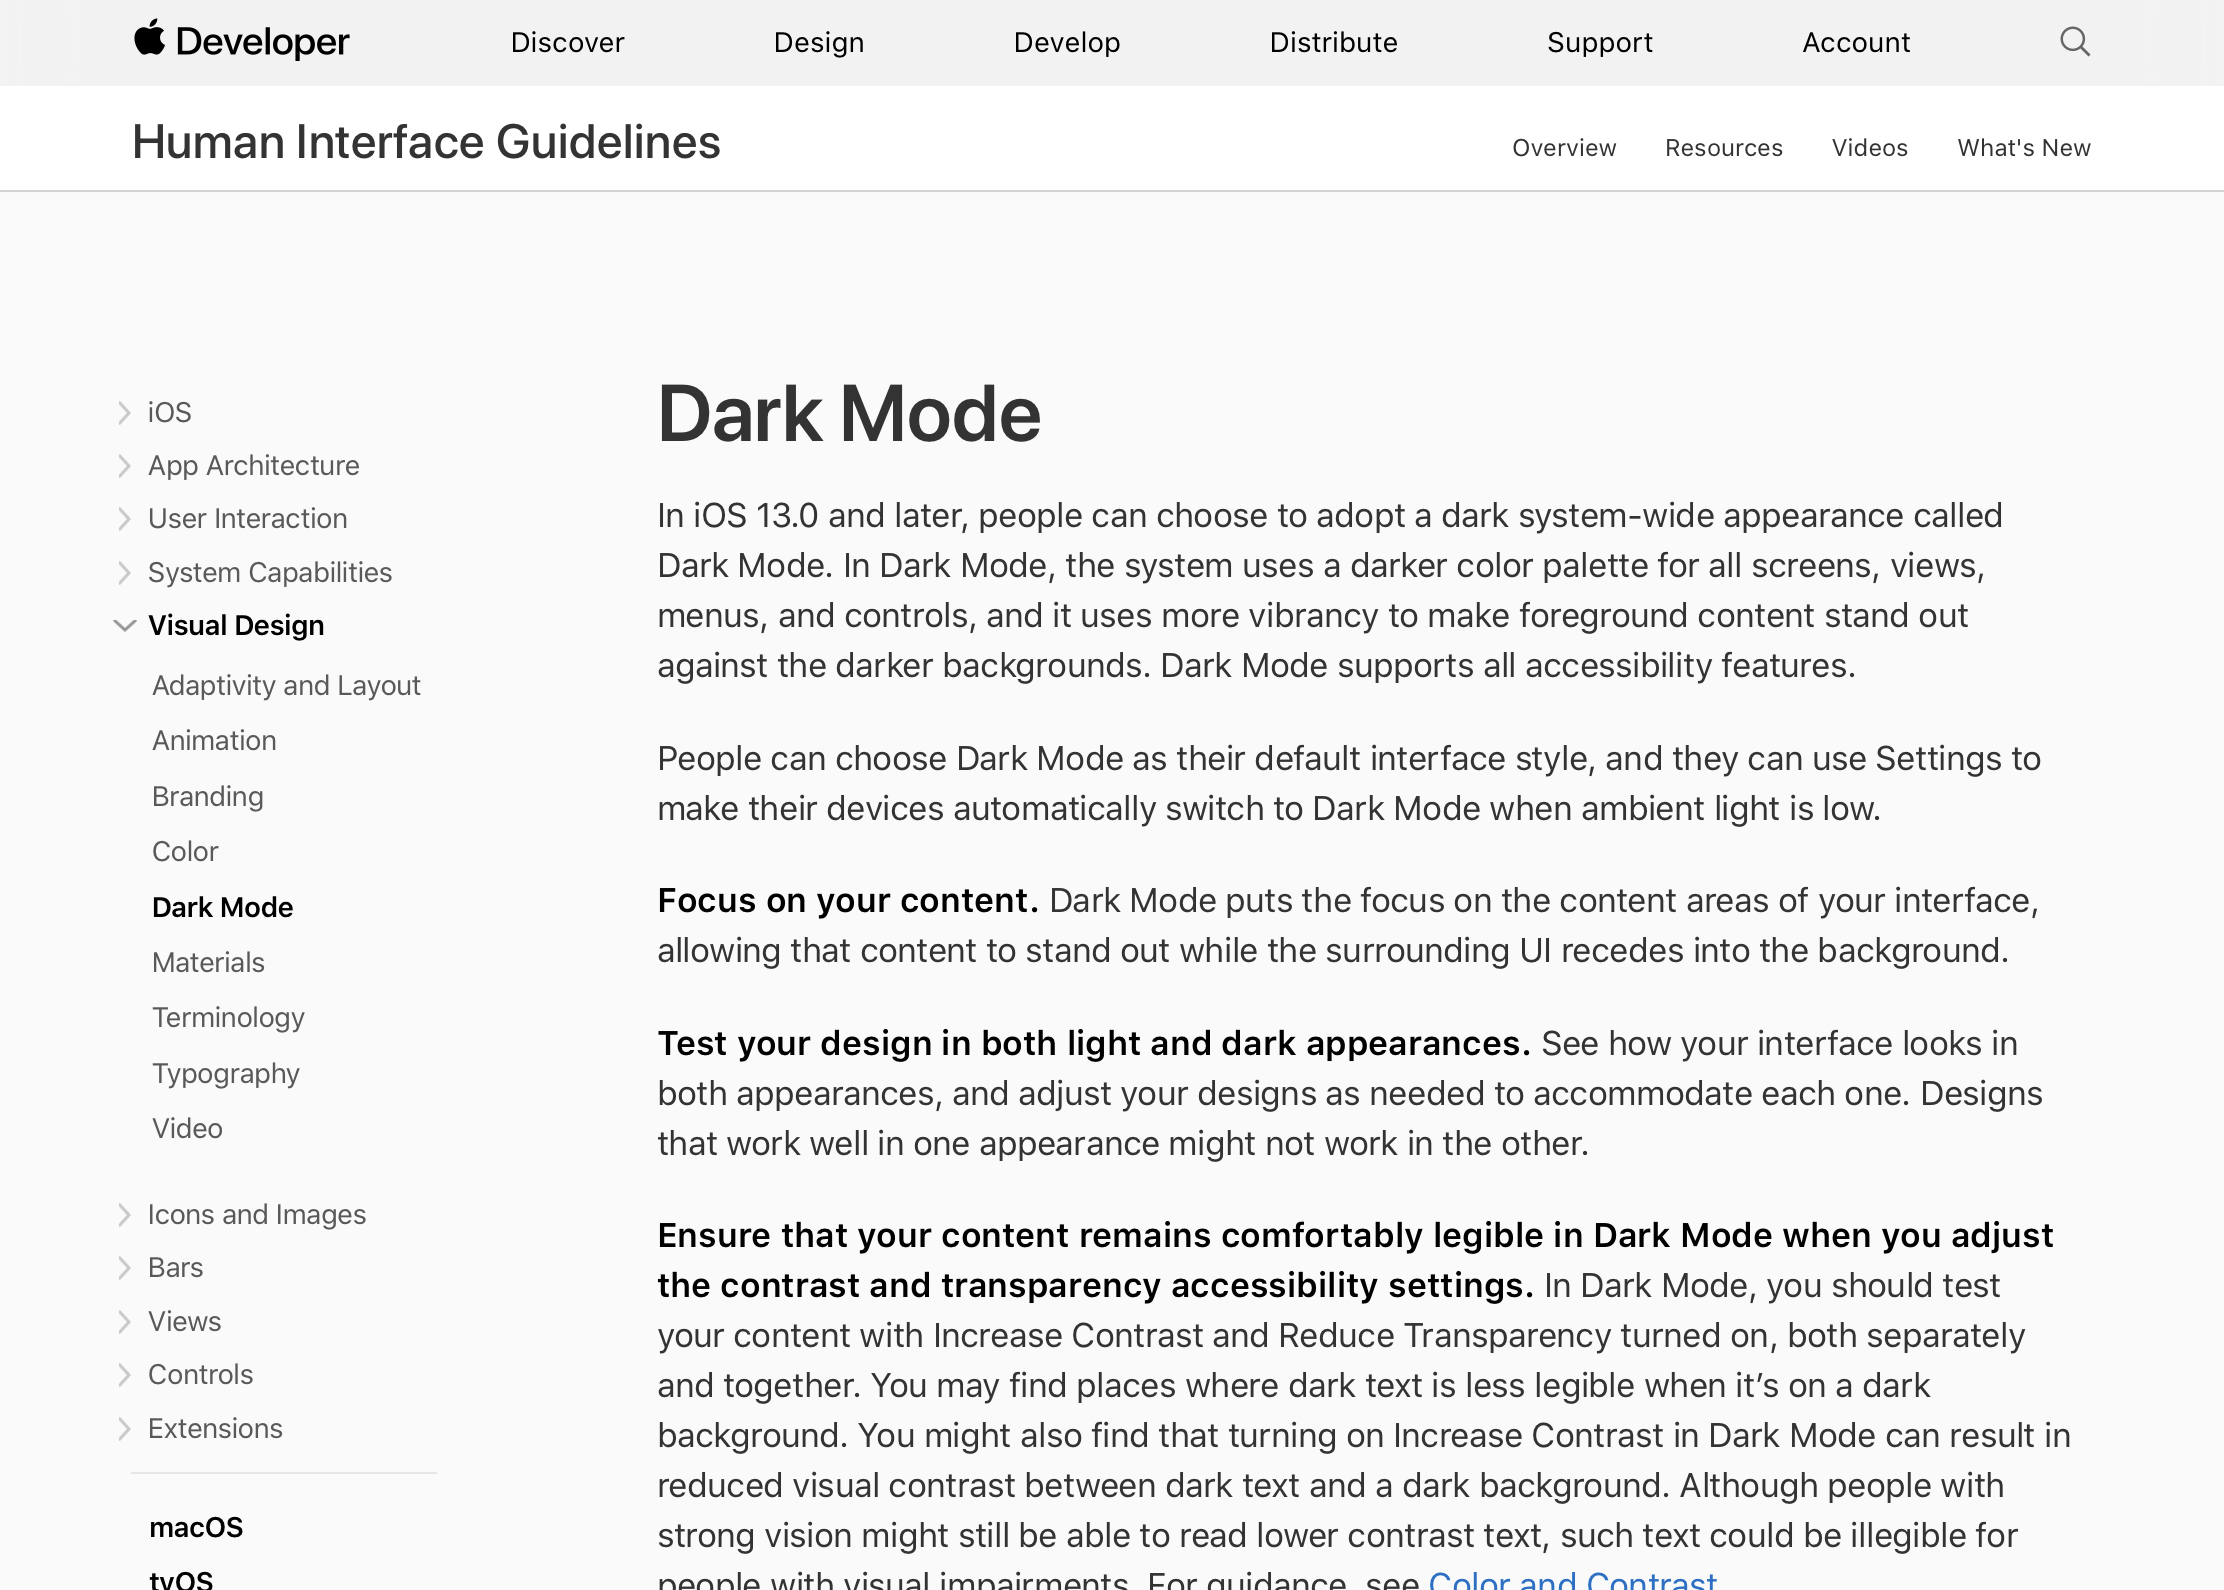 Developer
Discover
Design
Develop
Distribute
Support
Account
Human Interface Guidelines
Overview
Resources
Videos
What's New
iOS
App Architecture
User Interaction
System Capabilities
Visual Design
Adaptivity and Layout
Animation
Branding
Color
Dark Mode
Materials
Terminology
Typography
Video
Icons and Images
Bars
Views
Controls
Extensions
macOS
tvOS
Dark Mode
In iOS 13.0 and later, people can choose to adopt a dark system-wide appearance called
Dark Mode. In Dark Mode, the system uses a darker color palette for all screens, views,
menus, and controls, and it uses more vibrancy to make foreground content stand out
against the darker backgrounds. Dark Mode supports all accessibility features.
People can choose Dark Mode as their default interface style, and they can use Settings to
make their devices automatically switch to Dark Mode when ambient light is low.
Focus on your content. Dark Mode puts the focus on the content areas of your interface,
allowing that content to stand out while the surrounding UI recedes into the background.
Test your design in both light and dark appearances. See how your interface looks in
both appearances, and adjust your designs as needed to accommodate each one. Designs
that work well in one appearance might not work in the other.
Ensure that your content remains comfortably legible in Dark Mode when you adjust
the contrast and transparency accessibility settings. In Dark Mode, you should test
your content with Increase Contrast and Reduce Transparency turned on, both separately
and together. You may find places where dark text is less legible when it’s on a dark
background. You might also find that turning on Increase Contrast in Dark Mode can result in
reduced visual contrast between dark text and a dark background. Although people with
strong vision might still be able to read lower contrast text, such text could be illegible for
people with visual impairments. For guidance, see Color and Contrast.